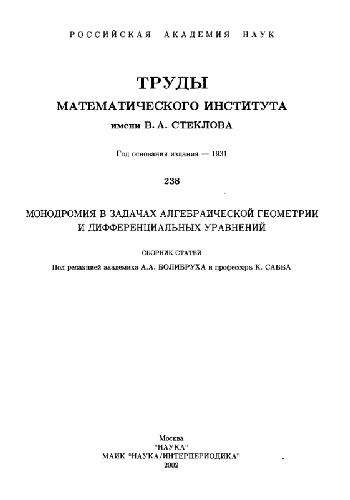 РОССИЙСКАЯ АКАДЕМИЯ НАУК
ТРУДЫ
МАТЕМАТИЧЕСКОГО ИНСТИТУТА
имени В. А. СТЕКЛОВА
Год основания издания — 1931
238
МОНОДРОМИЯ В ЗАДАЧАХ АЛГЕБРАИЧЕСКОЙ ГЕОМЕТРИИ
И ДИФФЕРЕНЦИАЛЬНЫХ УРАВНЕНИЙ
СБОРНИК СТАТЕЙ
Под редакцией академика А.А. БОЛИБРУХА и профессора К. САББА
Москва
"НАУКА"
МАИК "НАУКА/ИНТЕРПЕРИОДИКА"
2002